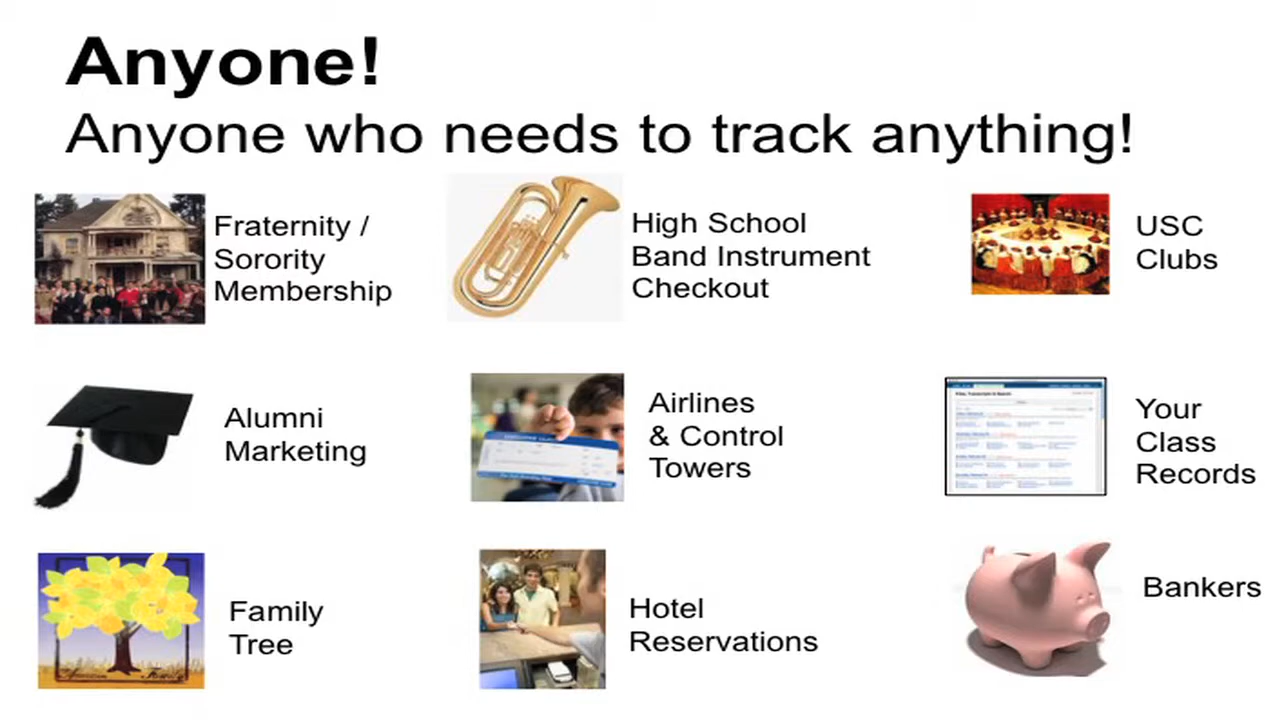 Anyone!
Anyone who needs to track anything!
Fraternity /
Sorority
Membership
High School
Band Instrument
Checkout
USC
Clubs
Alumni
Marketing
Airlines
& Control
Towers
Your
Class
Records
Family
Tree
Hotel
Reservations
Bankers